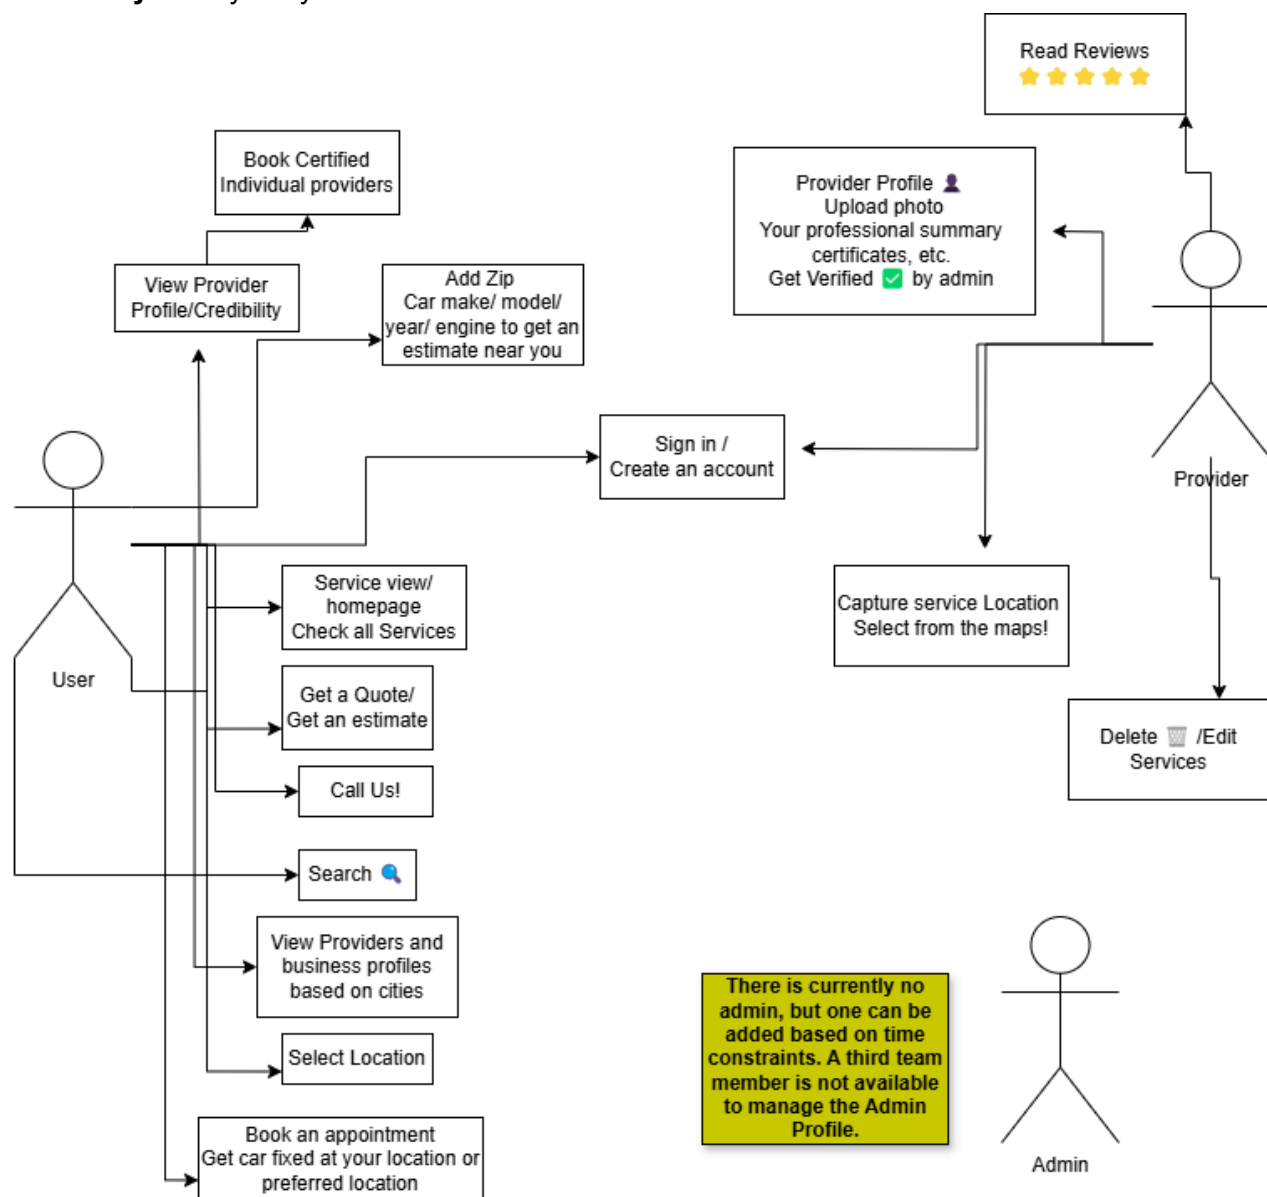 Read Reviews
⭐⭐⭐⭐⭐
Book Certified
Individual providers
Provider Profile 👤
Upload photo
Your professional summary
certificates, etc.
Get Verified ✅ by admin
View Provider
Profile/Credibility
Add Zip
Car make/ model/
year/ engine to get an
estimate near you
Sign in /
Create an account
Provider
Service view/
homepage
Check all Services
Capture service Location
Select from the maps!
User
Get a Quote/
Get an estimate
Delete 🗑️ /Edit
Services
Call Us!
Search 🔍
View Providers and
business profiles
based on cities
There is currently no
admin, but one can be
added based on time
constraints. A third team
member is not available
to manage the Admin
Profile.
Select Location
Book an appointment
Get car fixed at your location or
preferred location
Admin